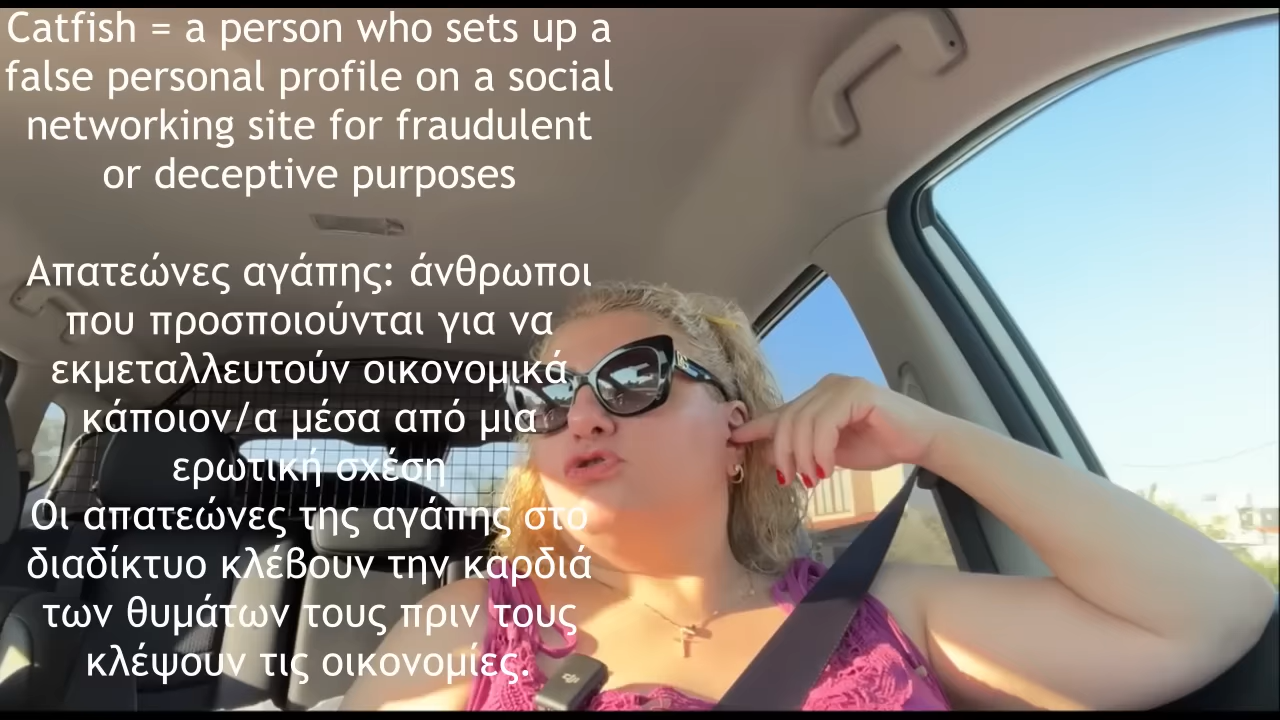 Catfish = a person who sets up a
false personal profile on a social
networking site for fraudulent
or deceptive purposes
Απατεώνες αγάπης: άνθρωποι
που προσποιούνται για να
εκμεταλλευτούν οικονομικά
κάποιον/α μέσα από μια
ερωτική σχέση
Οι απατεώνες της αγάπης στο
διαδίκτυο κλέβουν την καρδιά
των θυμάτων τους πριν τους
κλέψουν τις οικονομίες.